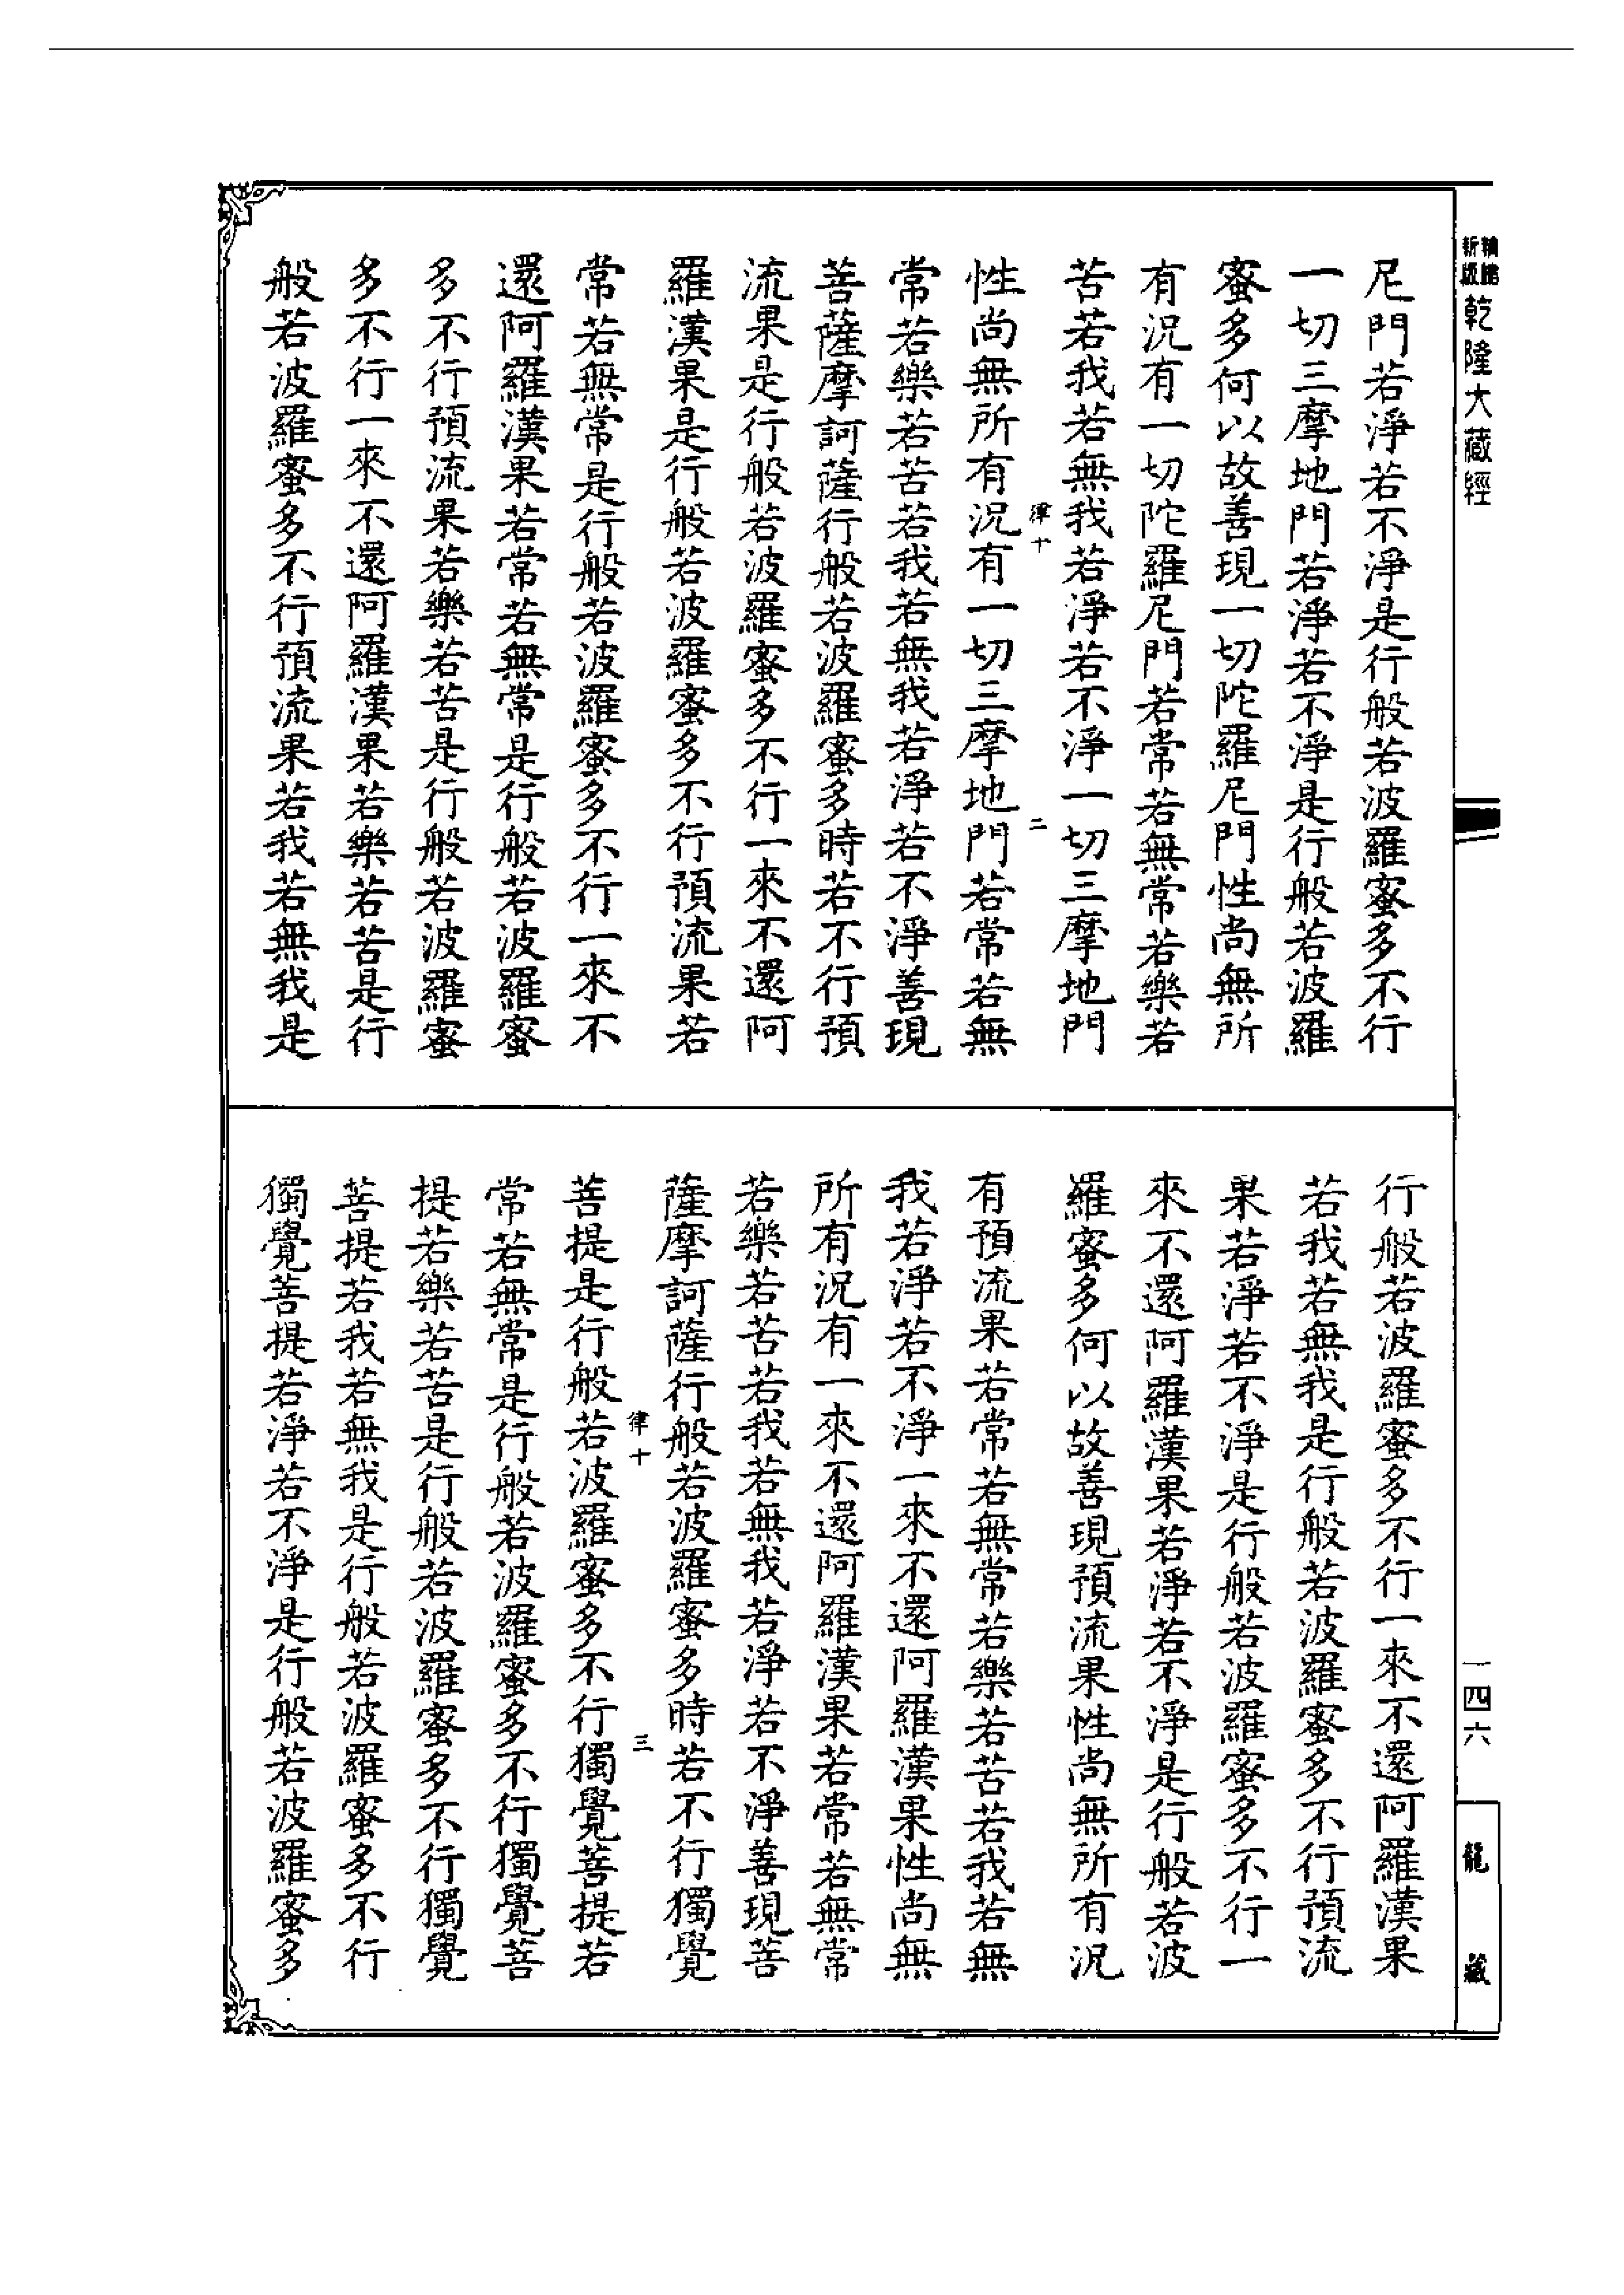 新縮
版歸乾隆大藏經
尼門若淨若不淨是行般若波羅蜜多不行
一切三摩地門若淨若不淨是行般若波羅
蜜多何以故善現一切陀羅尼門性尚無所
有況有一切陀羅尼門若常若無常若樂若
苦若我若無我若淨若不淨一切三摩地門
律十 二
性尚無所有況有一切三摩地門若常若無
常若樂若苦若我若無我若淨若不淨善現
菩薩摩訶薩行般若波羅蜜多時若不行預
流果是行般若波羅蜜多不行一來不還阿
羅漢果是行般若波羅蜜多不行預流果若
常若無常是行般若波羅蜜多不行一來不
還阿羅漢果若常若無常是行般若波羅蜜
多不行預流果若樂若苦是行般若波羅蜜
多不行一來不還阿羅漢果若樂若苦是行
般若波羅蜜多不行預流果若我若無我是
行般若波羅蜜多不行一來不還阿羅漢果
若我若無我是行般若波羅蜜多不行預流
果若淨若不淨是行般若波羅蜜多不行一
來不還阿羅漢果若淨若不淨是行般若波
羅蜜多何以故善現預流果性尚無所有況
有預流果若常若無常若樂若苦若我若無
我若淨若不淨一來不還阿羅漢果性尚無
所有況有一來不還阿羅漢果若常若無常
若樂若苦若我若無我若淨若不淨善現菩
薩摩訶薩行般若波羅蜜多時若不行獨覺
律十 三
菩提是行般若波羅蜜多不行獨覺菩提若
常若無常是行般若波羅蜜多不行獨覺菩
提若樂若苦是行般若波羅蜜多不行獨覺
菩提若我若無我是行般若波羅蜜多不行
獨覺菩提若淨若不淨是行般若波羅蜜多
一四六
龍藏